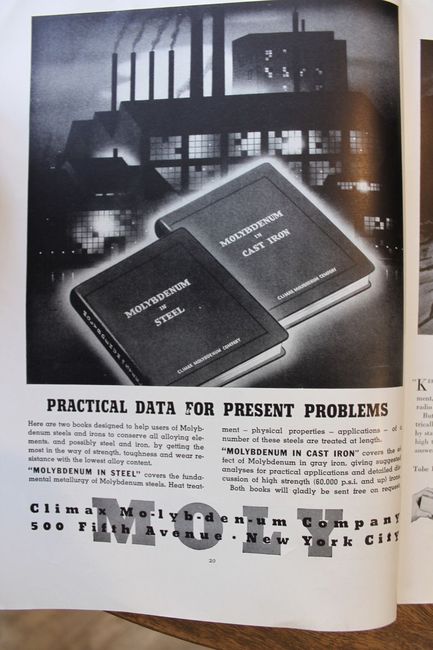 MOLYBDENUM
IN
CAST IRON
CLIMAX MOLYBDENUM COMPANY
MOLYBDENUM
IN
STEEL
CLIMAX MOLYBDENUM COMPANY
PRACTICAL DATA FOR PRESENT PROBLEMS
Here are two books designed to help users of Molyb-
denum steels and irons to conserve all alloying ele-
ments, and possibly steel and iron, by getting the
most in the way of strength, toughness and wear re-
sistance with the lowest alloy content.
"MOLYBDENUM IN STEEL" covers the funda-
mental metallurgy of Molybdenum steels. Heat treat-
ment - physical properties - applications - of a
number of these steels are treated at length.
"MOLYBDENUM IN CAST IRON" covers the ef-
fect of Molybdenum in gray iron, giving suggested
analyses for practical applications and detailed dis-
cussion of high strength (60,000 p.s.i. and up) irons.
Both books will gladly be sent free on request.
MOLY
Climax Mo-lyb-den-um Company
500 Fifth Avenue · New York City
20